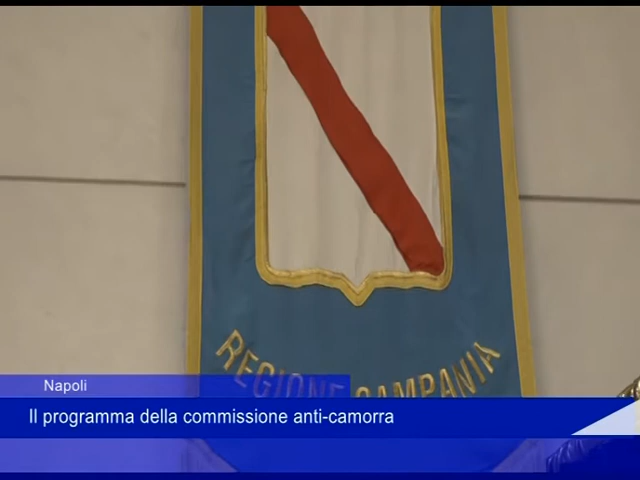 REGIONE CAMPANIA
Napoli
Il programma della commissione anti-camorra